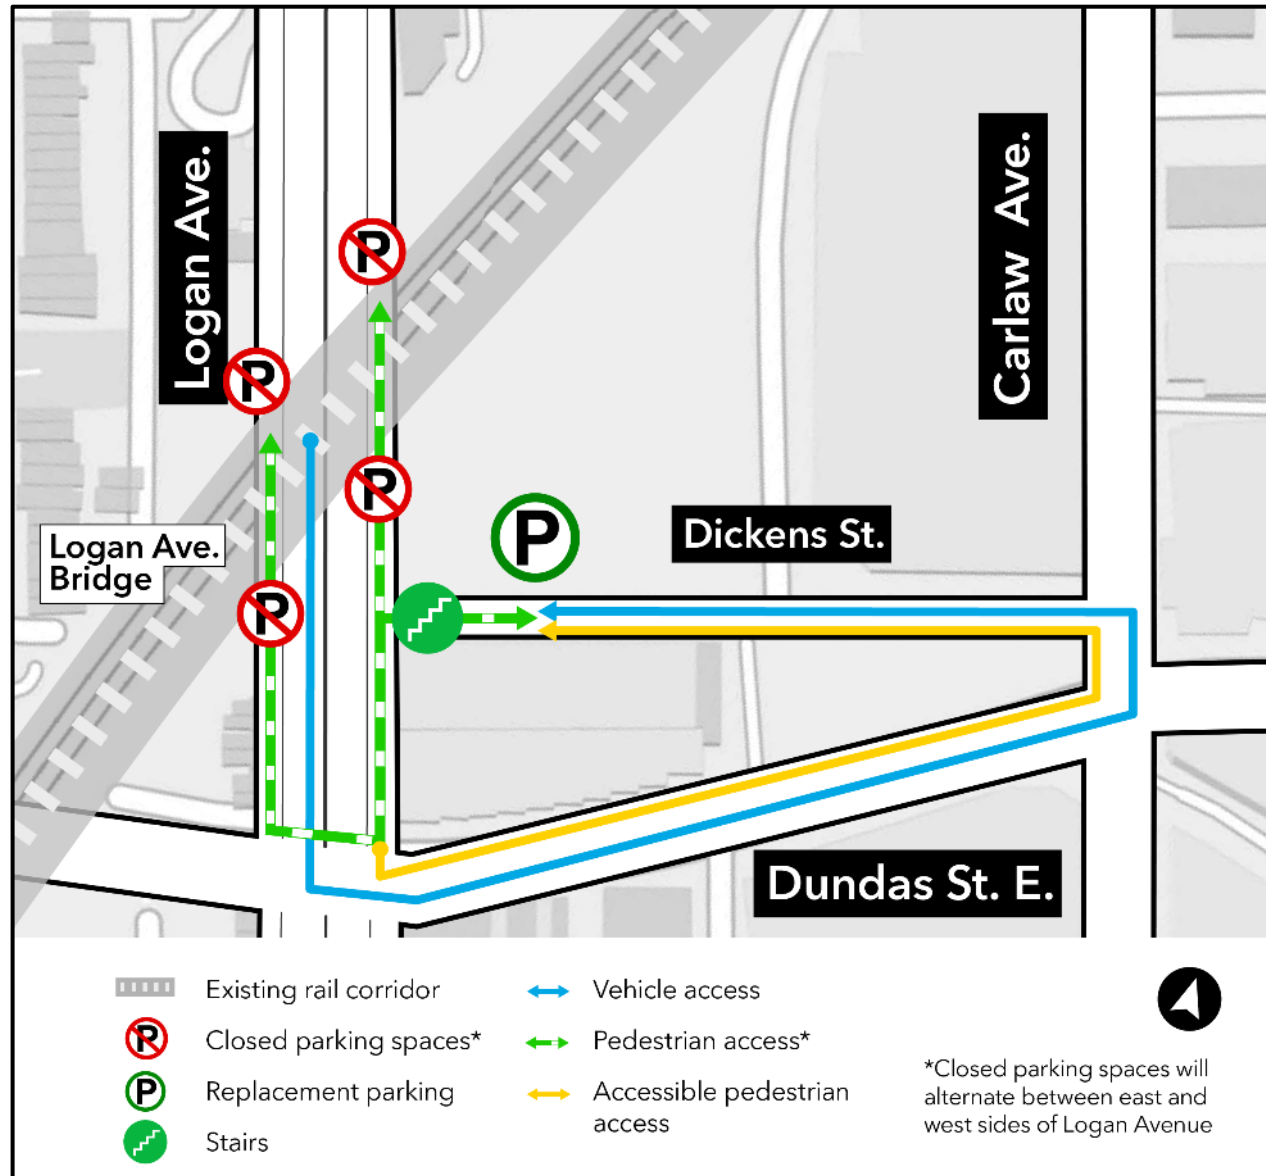 Logan Ave.
Carlaw Ave.
P
P
P
P
P
Logan Ave.
Bridge
Dickens St.
Dundas St. E.
Existing rail corridor
P Closed parking spaces*
P Replacement parking
Stairs
Vehicle access
Pedestrian access*
Accessible pedestrian
access
*Closed parking spaces will
alternate between east and
west sides of Logan Avenue